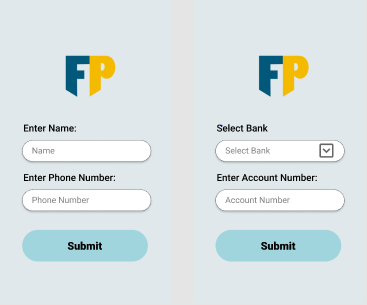 FP
Enter Name:
Name
Enter Phone Number:
Phone Number
Submit
FP
Select Bank
Select Bank
Enter Account Number:
Account Number
Submit